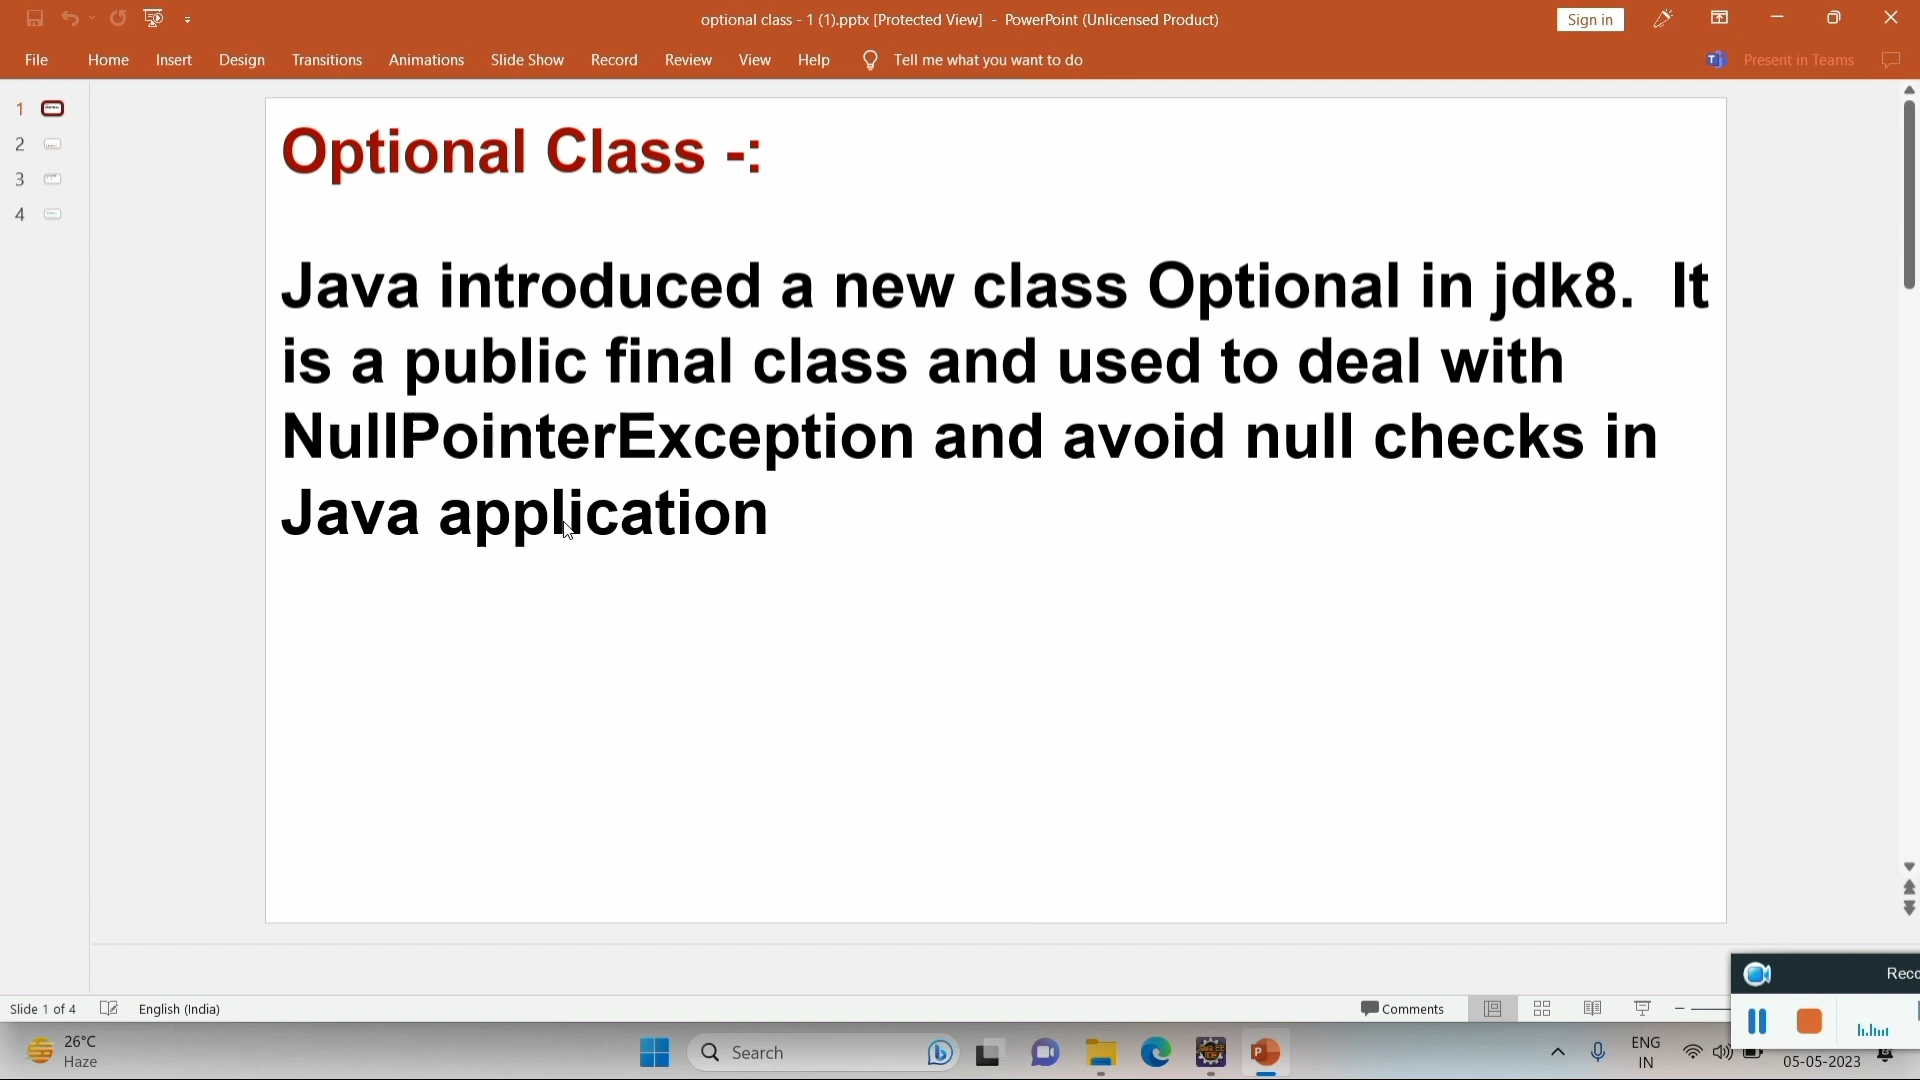 optional class - 1 (1).pptx [Protected View] - PowerPoint (Unlicensed Product)
Sign in
File Home Insert Design Transitions Animations Slide Show Record Review View Help Tell me what you want to do
Present in Teams
1
2
3
4
Optional Class -:
Java introduced a new class Optional in jdk8. It
is a public final class and used to deal with
NullPointerException and avoid null checks in
Java application
Slide 1 of 4 English (India)
Comments
26°C
Haze
Search
ENG
IN
05-05-2023